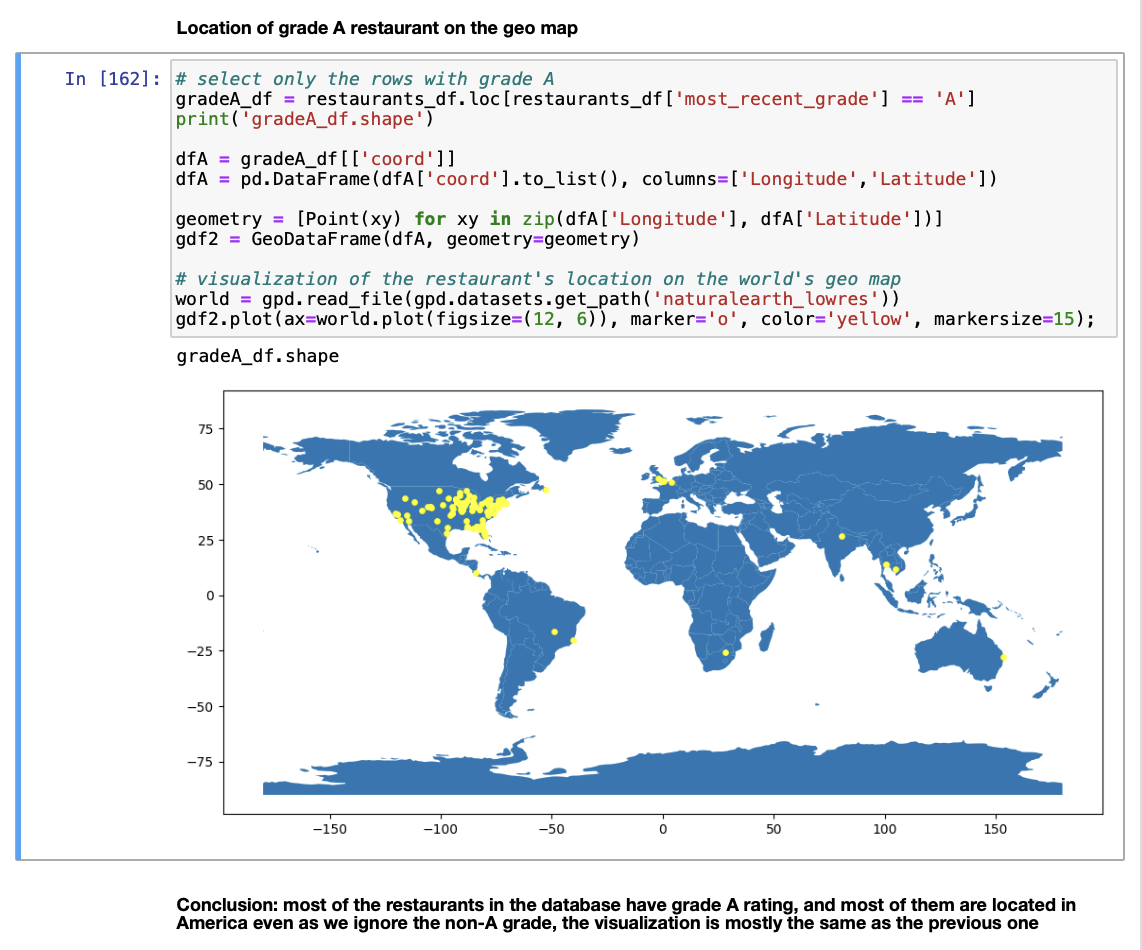 Location of grade A restaurant on the geo map
In [162]:
# select only the rows with grade A
gradeA_df = restaurants_df.loc[restaurants_df['most_recent_grade'] == 'A']
print('gradeA_df.shape')
dfA = gradeA_df[['coord']]
dfA = pd.DataFrame(dfA['coord'].to_list(), columns=['Longitude','Latitude'])
geometry = [Point(xy) for xy in zip(dfA['Longitude'], dfA['Latitude'])]
gdf2 = GeoDataFrame(dfA, geometry=geometry)
# visualization of the restaurant's location on the world's geo map
world = gpd.read_file(gpd.datasets.get_path('naturalearth_lowres'))
gdf2.plot(ax=world.plot(figsize=(12, 6)), marker='o', color='yellow', markersize=15);
gradeA_df.shape
75
50
25
0
−25
−50
−75
−150 −100 −50 0 50 100 150
Conclusion: most of the restaurants in the database have grade A rating, and most of them are located in
America even as we ignore the non-A grade, the visualization is mostly the same as the previous one